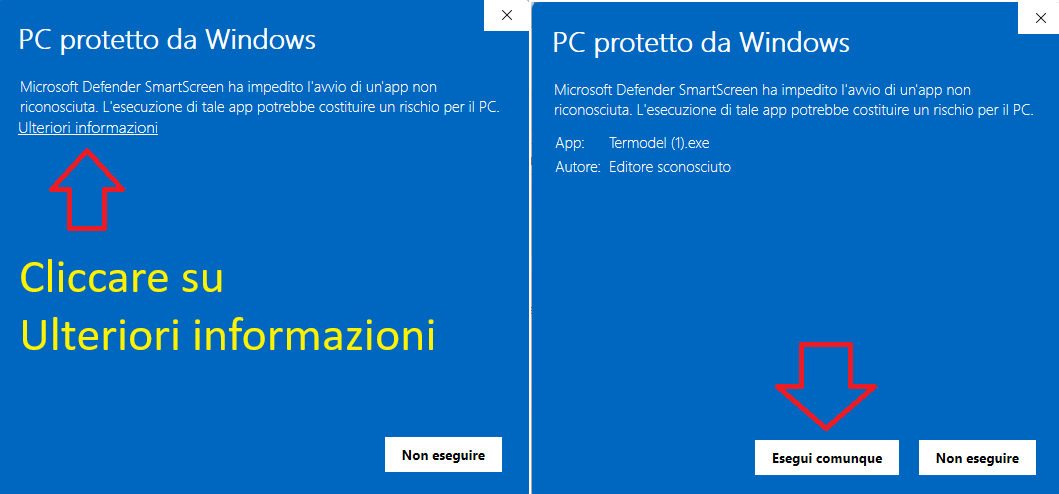 PC protetto da Windows
Microsoft Defender SmartScreen ha impedito l'avvio di un'app non
riconosciuta. L'esecuzione di tale app potrebbe costituire un rischio per il PC.
Ulteriori informazioni
Cliccare su
Ulteriori informazioni
Non eseguire
PC protetto da Windows
Microsoft Defender SmartScreen ha impedito l'avvio di un'app non
riconosciuta. L'esecuzione di tale app potrebbe costituire un rischio per il PC.
App: Termodel (1).exe
Autore: Editore sconosciuto
Esegui comunque
Non eseguire